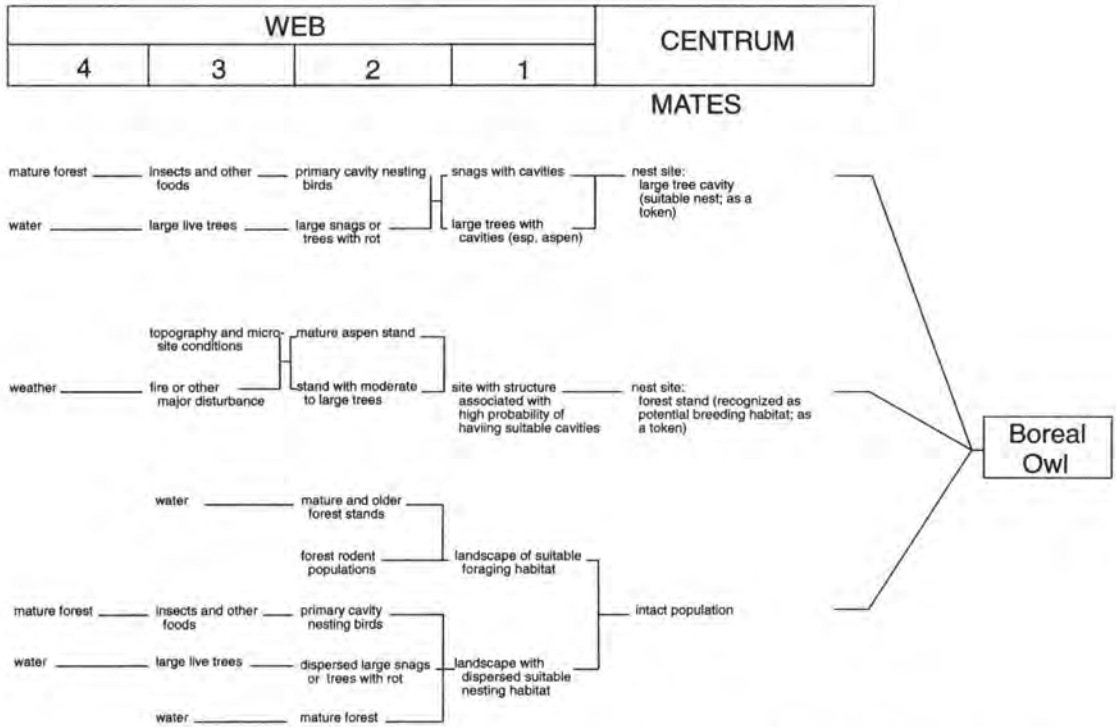 WEB
CENTRUM
4 3 2 1
MATES
mature forest insects and other primary cavity nesting snags with cavities nest site:
foods birds large tree cavity
(suitable nest; as a
token)
water large live trees large snags or large trees with
trees with rot cavities (esp, aspen)
topography and micro- mature aspen stand
site conditions
weather fire or other stand with moderate site with structure nest site:
major disturbance to large trees associated with forest stand (recognized as
high probability of potential breeding habitat; as
haviing suitable cavities a token)
Boreal
Owl
water mature and older
forest stands
forest rodent landscape of suitable
populations foraging habitat
mature forest insects and other primary cavity intact population
foods nesting birds
water large live trees dispersed large snags landscape with
or trees with rot dispersed suitable
nesting habitat
water mature forest